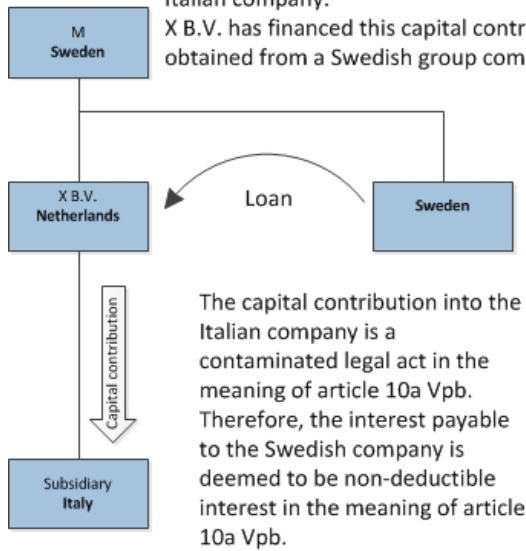 Italian company.
X B.V. has financed this capital contr
obtained from a Swedish group com
M
Sweden
X B.V.
Netherlands
Loan
Sweden
Capital contribution
The capital contribution into the
Italian company is a
contaminated legal act in the
meaning of article 10a Vpb.
Therefore, the interest payable
to the Swedish company is
deemed to be non-deductible
interest in the meaning of article
10a Vpb.
Subsidiary
Italy